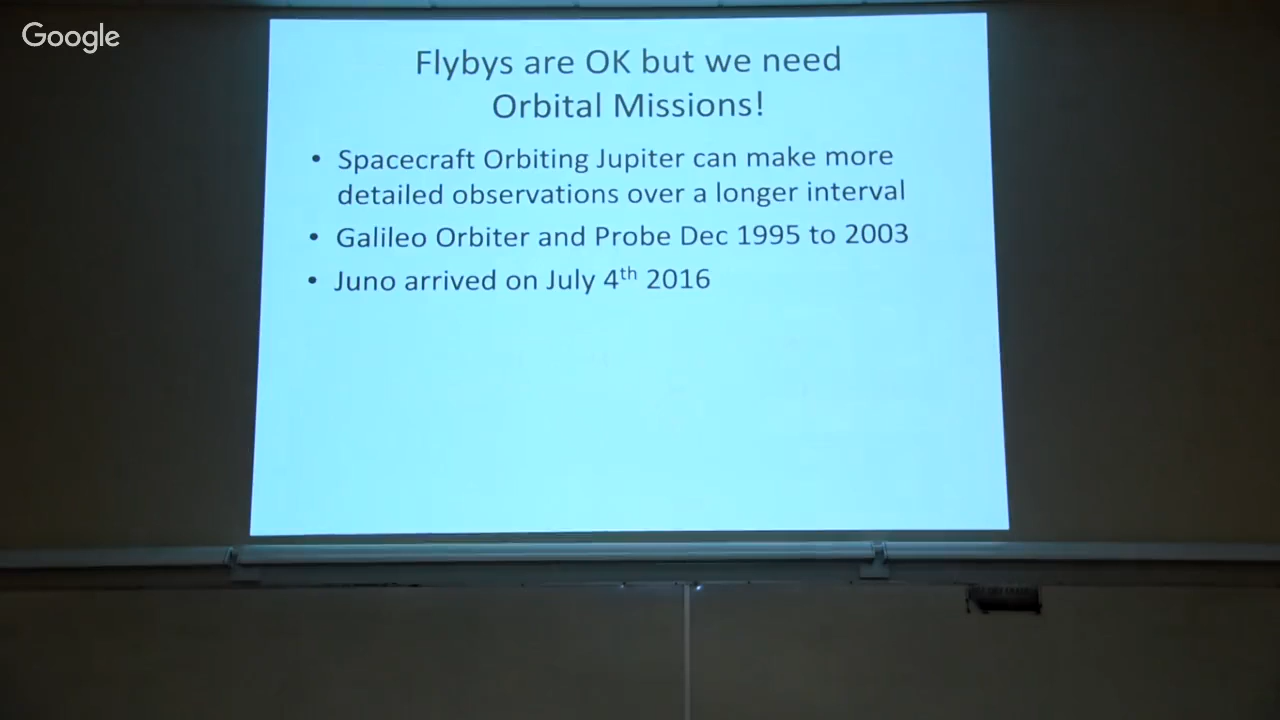 Google
Flybys are OK but we need
Orbital Missions!
• Spacecraft Orbiting Jupiter can make more
detailed observations over a longer interval
• Galileo Orbiter and Probe Dec 1995 to 2003
• Juno arrived on July 4th 2016